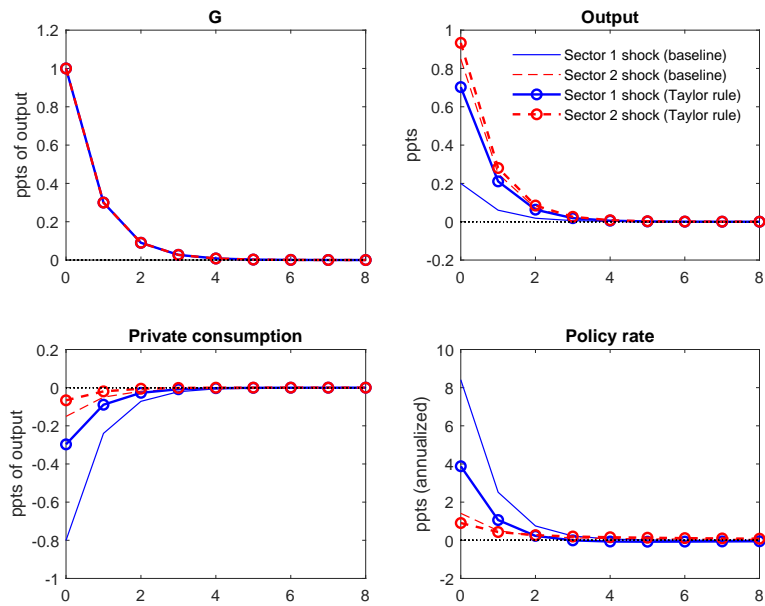 G
1.2
1
0.8
0.6
0.4
0.2
0
ppts of output
0 2 4 6 8
Output
1
0.8
0.6
0.4
0.2
0
-0.2
ppts
0 2 4 6 8
Sector 1 shock (baseline)
Sector 2 shock (baseline)
Sector 1 shock (Taylor rule)
Sector 2 shock (Taylor rule)
Private consumption
0.2
0
-0.2
-0.4
-0.6
-0.8
-1
ppts of output
0 2 4 6 8
Policy rate
10
8
6
4
2
0
-2
ppts (annualized)
0 2 4 6 8